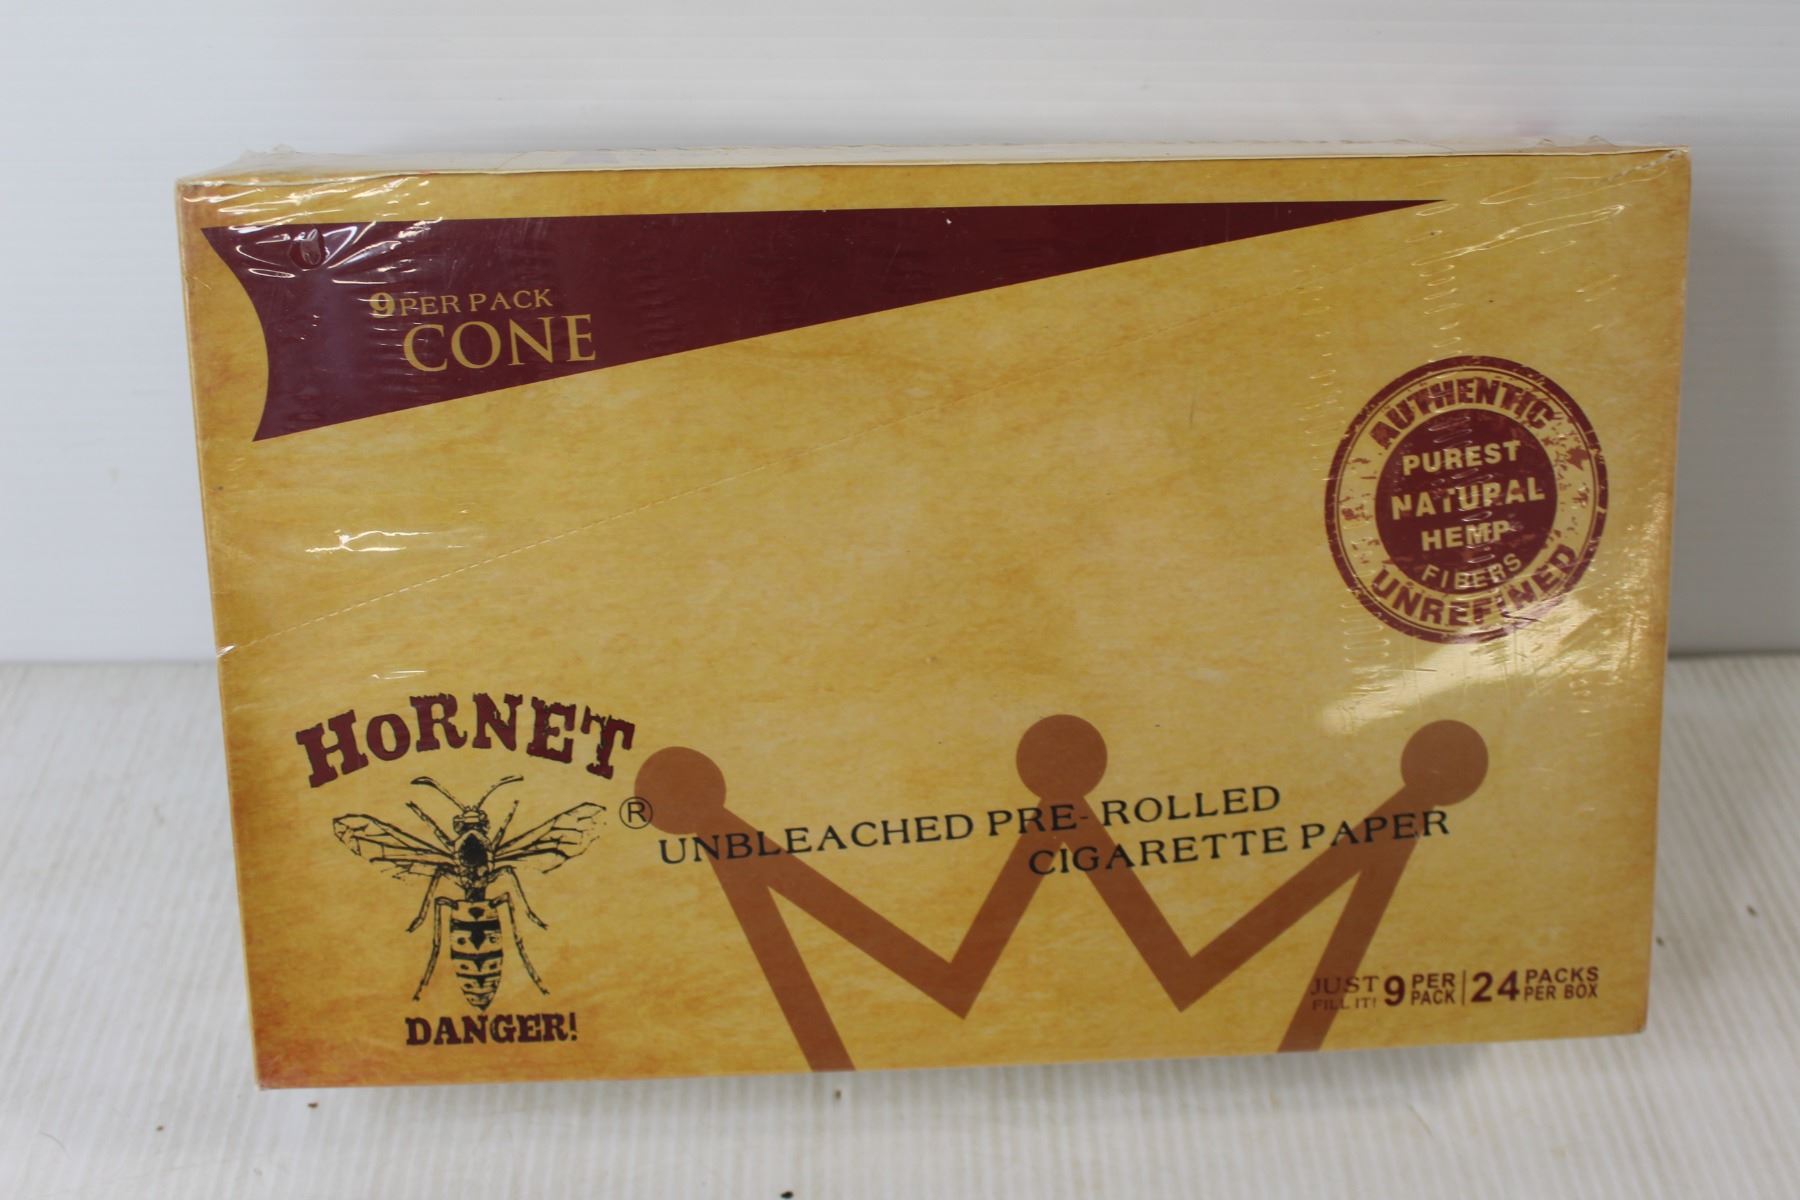 9 PER PACK
CONE
AUTHENTIC
PUREST
NATURAL
HEMP
FIBERS
UNREFINED
HORNET
®
UNBLEACHED PRE-ROLLED
CIGARETTE PAPER
DANGER!
JUST
FILL IT!
9 PER
PACK
24 PACKS
PER BOX